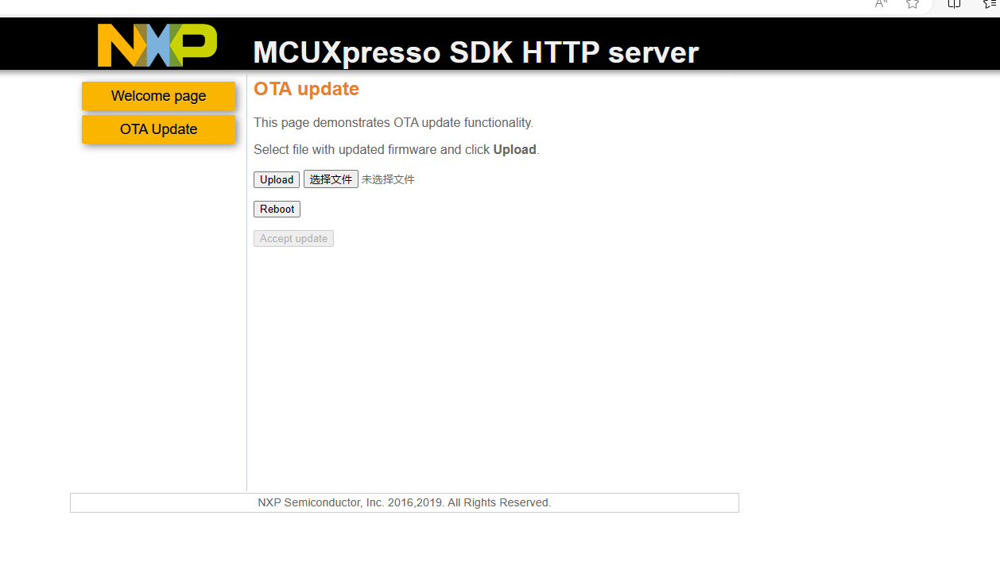 NXP
MCUXpresso SDK HTTP server
Welcome page
OTA Update
OTA update
This page demonstrates OTA update functionality.
Select file with updated firmware and click Upload.
Upload 选择文件 未选择文件
Reboot
Accept update
NXP Semiconductor, Inc. 2016,2019. All Rights Reserved.